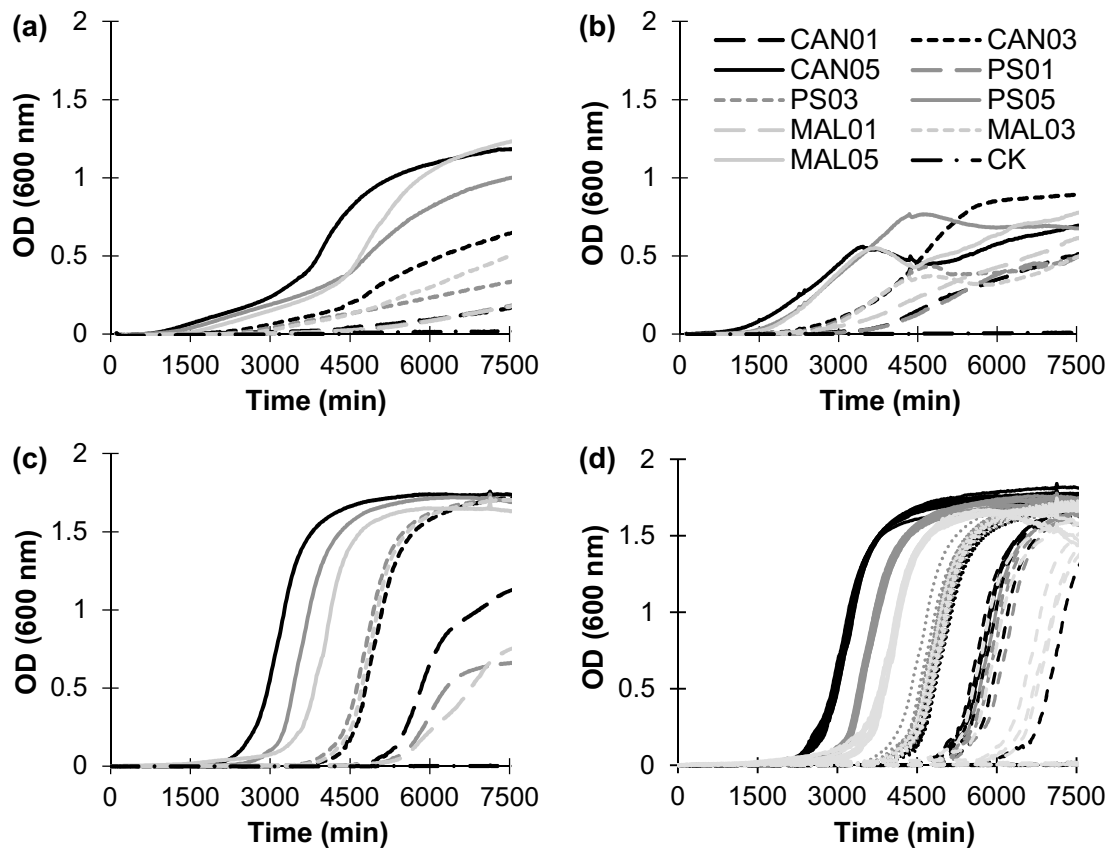 (a)
2
1.5
1
0.5
0
OD (600 nm)
0 1500 3000 4500 6000 7500
Time (min)
(b)
2
1.5
1
0.5
0
OD (600 nm)
CAN01 CAN03
CAN05 PS01
PS03 PS05
MAL01 MAL03
MAL05 CK
0 1500 3000 4500 6000 7500
Time (min)
(c)
2
1.5
1
0.5
0
OD (600 nm)
0 1500 3000 4500 6000 7500
Time (min)
(d)
2
1.5
1
0.5
0
OD (600 nm)
0 1500 3000 4500 6000 7500
Time (min)